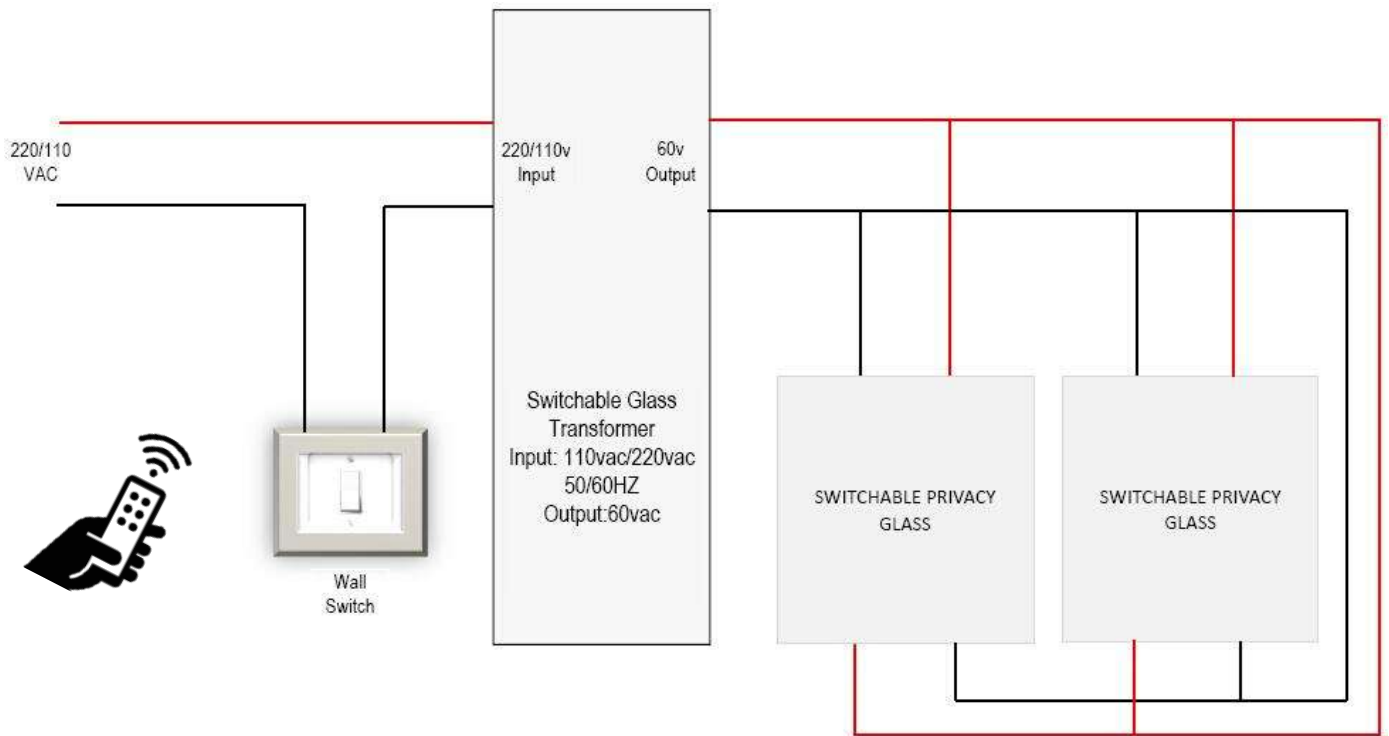 220/110
VAC
220/110v
Input
60v
Output
Switchable Glass
Transformer
Input: 110vac/220vac
50/60HZ
Output:60vac
Wall
Switch
SWITCHABLE PRIVACY
GLASS
SWITCHABLE PRIVACY
GLASS